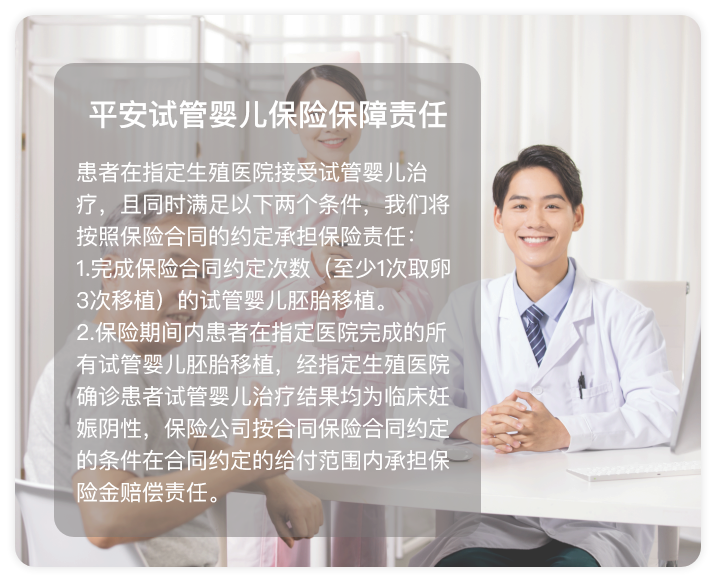 平安试管婴儿保险保障责任
患者在指定生殖医院接受试管婴儿治
疗，且同时满足以下两个条件，我们将
按照保险合同的约定承担保险责任：
1.完成保险合同约定次数（至少1次取卵
3次移植）的试管婴儿胚胎移植。
2.保险期间内患者在指定医院完成的所
有试管婴儿胚胎移植，经指定生殖医院
确诊患者试管婴儿治疗结果均为临床妊
娠阴性，保险公司按合同保险合同约定
的条件在合同约定的给付范围内承担保
险金赔偿责任。